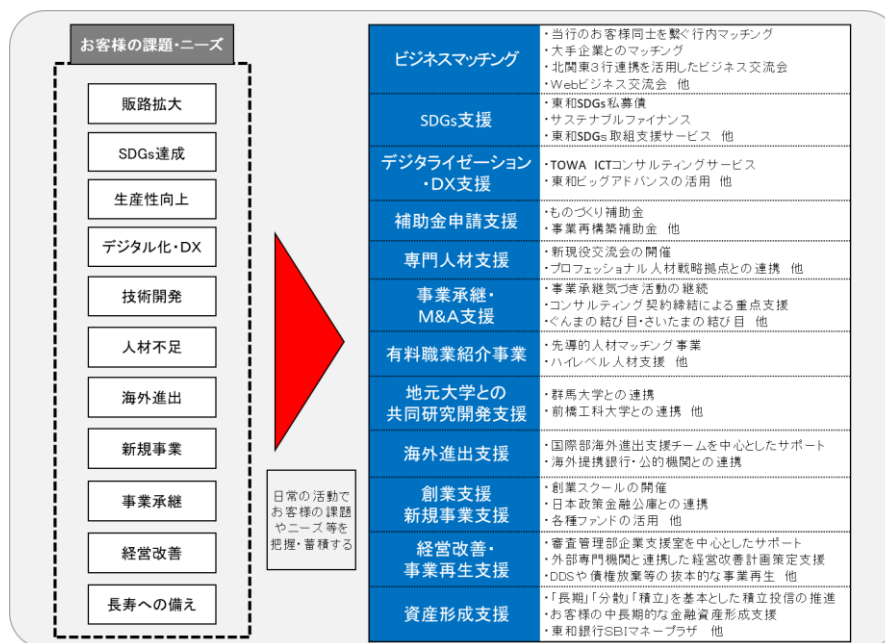 お客様の課題・ニーズ
販路拡大
SDGs達成
生産性向上
デジタル化・DX
技術開発
人材不足
海外進出
新規事業
事業承継
経営改善
長寿への備え
日常の活動で
お客様の課題
やニーズ等を
把握・蓄積する
ビジネスマッチング
・当行のお客様同士を繋ぐ行内マッチング
・大手企業とのマッチング
・北関東3行連携を活用したビジネス交流会
・Webビジネス交流会 他
SDGs支援
・東和SDGs私募債
・サステナブルファイナンス
・東和SDGs取組支援サービス 他
デジタライゼーション
・DX支援
・TOWA ICTコンサルティングサービス
・東和ビッグアドバンスの活用 他
補助金申請支援
・ものづくり補助金
・事業再構築補助金 他
専門人材支援
・新現役交流会の開催
・プロフェッショナル人材戦略拠点との連携 他
事業承継・
M&A支援
・事業承継気づき活動の継続
・コンサルティング契約締結による重点支援
・ぐんまの結び目・さいたまの結び目 他
有料職業紹介事業
・先導的人材マッチング事業
・ハイレベル人材支援 他
地元大学との
共同研究開発支援
・群馬大学との連携
・前橋工科大学との連携 他
海外進出支援
・国際部海外進出支援チームを中心としたサポート
・海外提携銀行・公的機関との連携
創業支援
新規事業支援
・創業スクールの開催
・日本政策金融公庫との連携
・各種ファンドの活用 他
経営改善・
事業再生支援
・審査管理部企業支援室を中心としたサポート
・外部専門機関と連携した経営改善計画策定支援
・DDSや債権放棄等の抜本的な事業再生 他
資産形成支援
・「長期」「分散」「積立」を基本とした積立投信の推進
・お客様の中長期的な金融資産形成支援
・東和銀行SBIマネープラザ 他